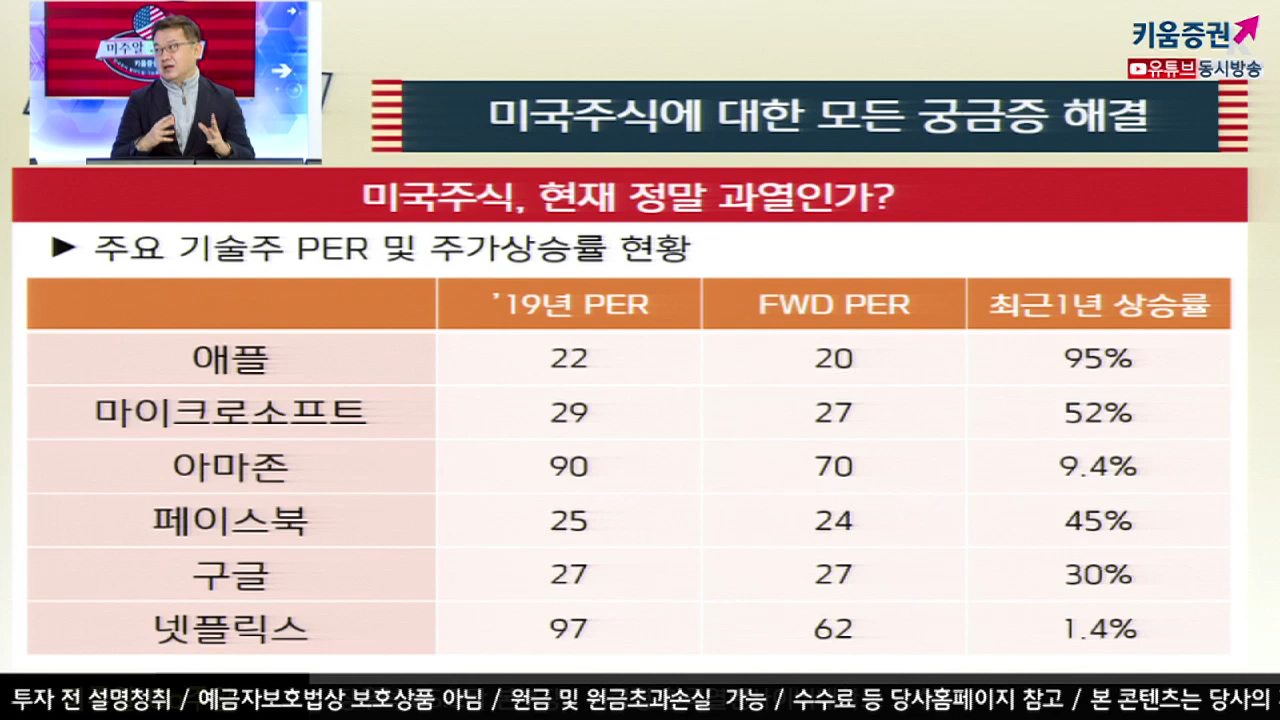 미주알
키움증권
키움증권
유튜브 동시방송
미국주식에 대한 모든 궁금증 해결
미국주식, 현재 정말 과열인가?
▶ 주요 기술주 PER 및 주가상승률 현황
’19년 PER FWD PER 최근1년 상승률
애플 22 20 95%
마이크로소프트 29 27 52%
아마존 90 70 9.4%
페이스북 25 24 45%
구글 27 27 30%
넷플릭스 97 62 1.4%
투자 전 설명청취 / 예금자보호법상 보호상품 아님 / 원금 및 원금초과손실 가능 / 수수료 등 당사홈페이지 참고 / 본 콘텐츠는 당사의